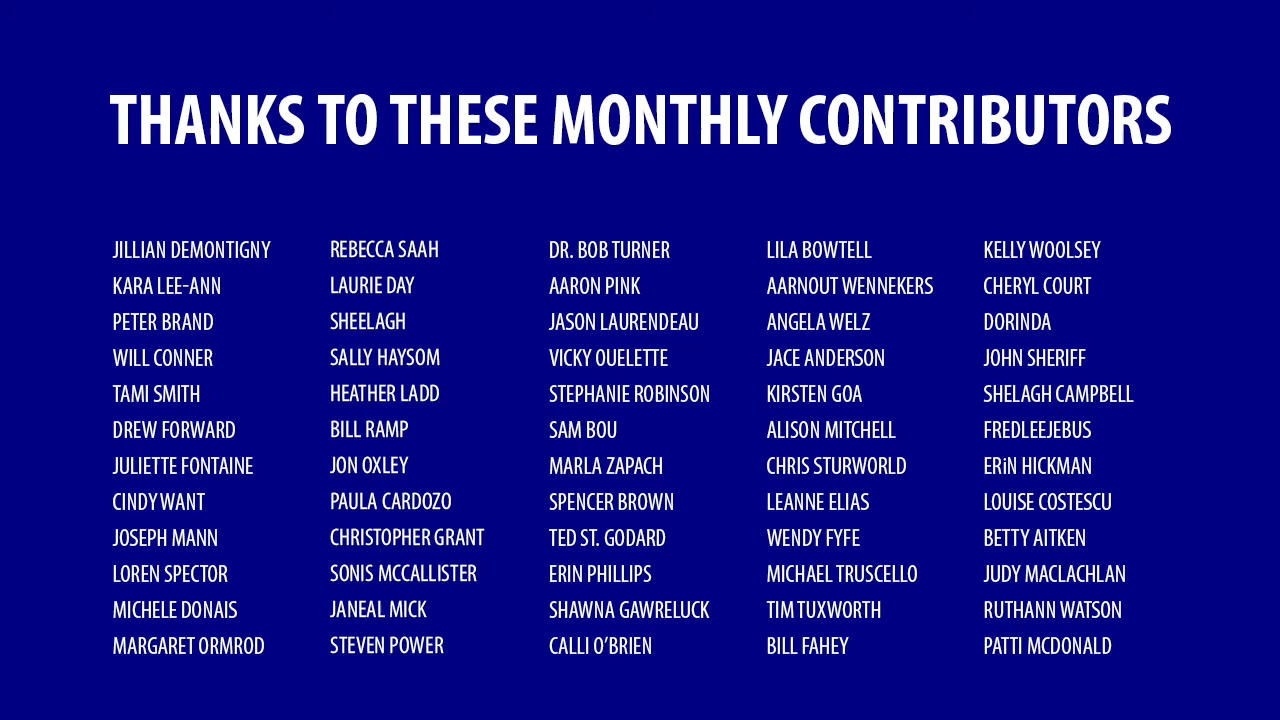 THANKS TO THESE MONTHLY CONTRIBUTORS
JILLIAN DEMONTIGNY
KARA LEE-ANN
PETER BRAND
WILL CONNER
TAMI SMITH
DREW FORWARD
JULIETTE FONTAINE
CINDY WANT
JOSEPH MANN
LOREN SPECTOR
MICHELE DONAIS
MARGARET ORMROD
REBECCA SAAH
LAURIE DAY
SHEELAGH
SALLY HAYSOM
HEATHER LADD
BILL RAMP
JON OXLEY
PAULA CARDOZO
CHRISTOPHER GRANT
SONIS MCCALLISTER
JANEAL MICK
STEVEN POWER
DR. BOB TURNER
AARON PINK
JASON LAURENDEAU
VICKY OUELETTE
STEPHANIE ROBINSON
SAM BOU
MARLA ZAPACH
SPENCER BROWN
TED ST. GODARD
ERIN PHILLIPS
SHAWNA GAWRELUCK
CALLI O’BRIEN
LILA BOWTELL
AARNOUT WENNEKERS
ANGELA WELZ
JACE ANDERSON
KIRSTEN GOA
ALISON MITCHELL
CHRIS STURWORLD
LEANNE ELIAS
WENDY FYFE
MICHAEL TRUSCELLO
TIM TUXWORTH
BILL FAHEY
KELLY WOOLSEY
CHERYL COURT
DORINDA
JOHN SHERIFF
SHELAGH CAMPBELL
FREDLEEJEBUS
ERiN HICKMAN
LOUISE COSTESCU
BETTY AITKEN
JUDY MACLACHLAN
RUTHANN WATSON
PATTI MCDONALD